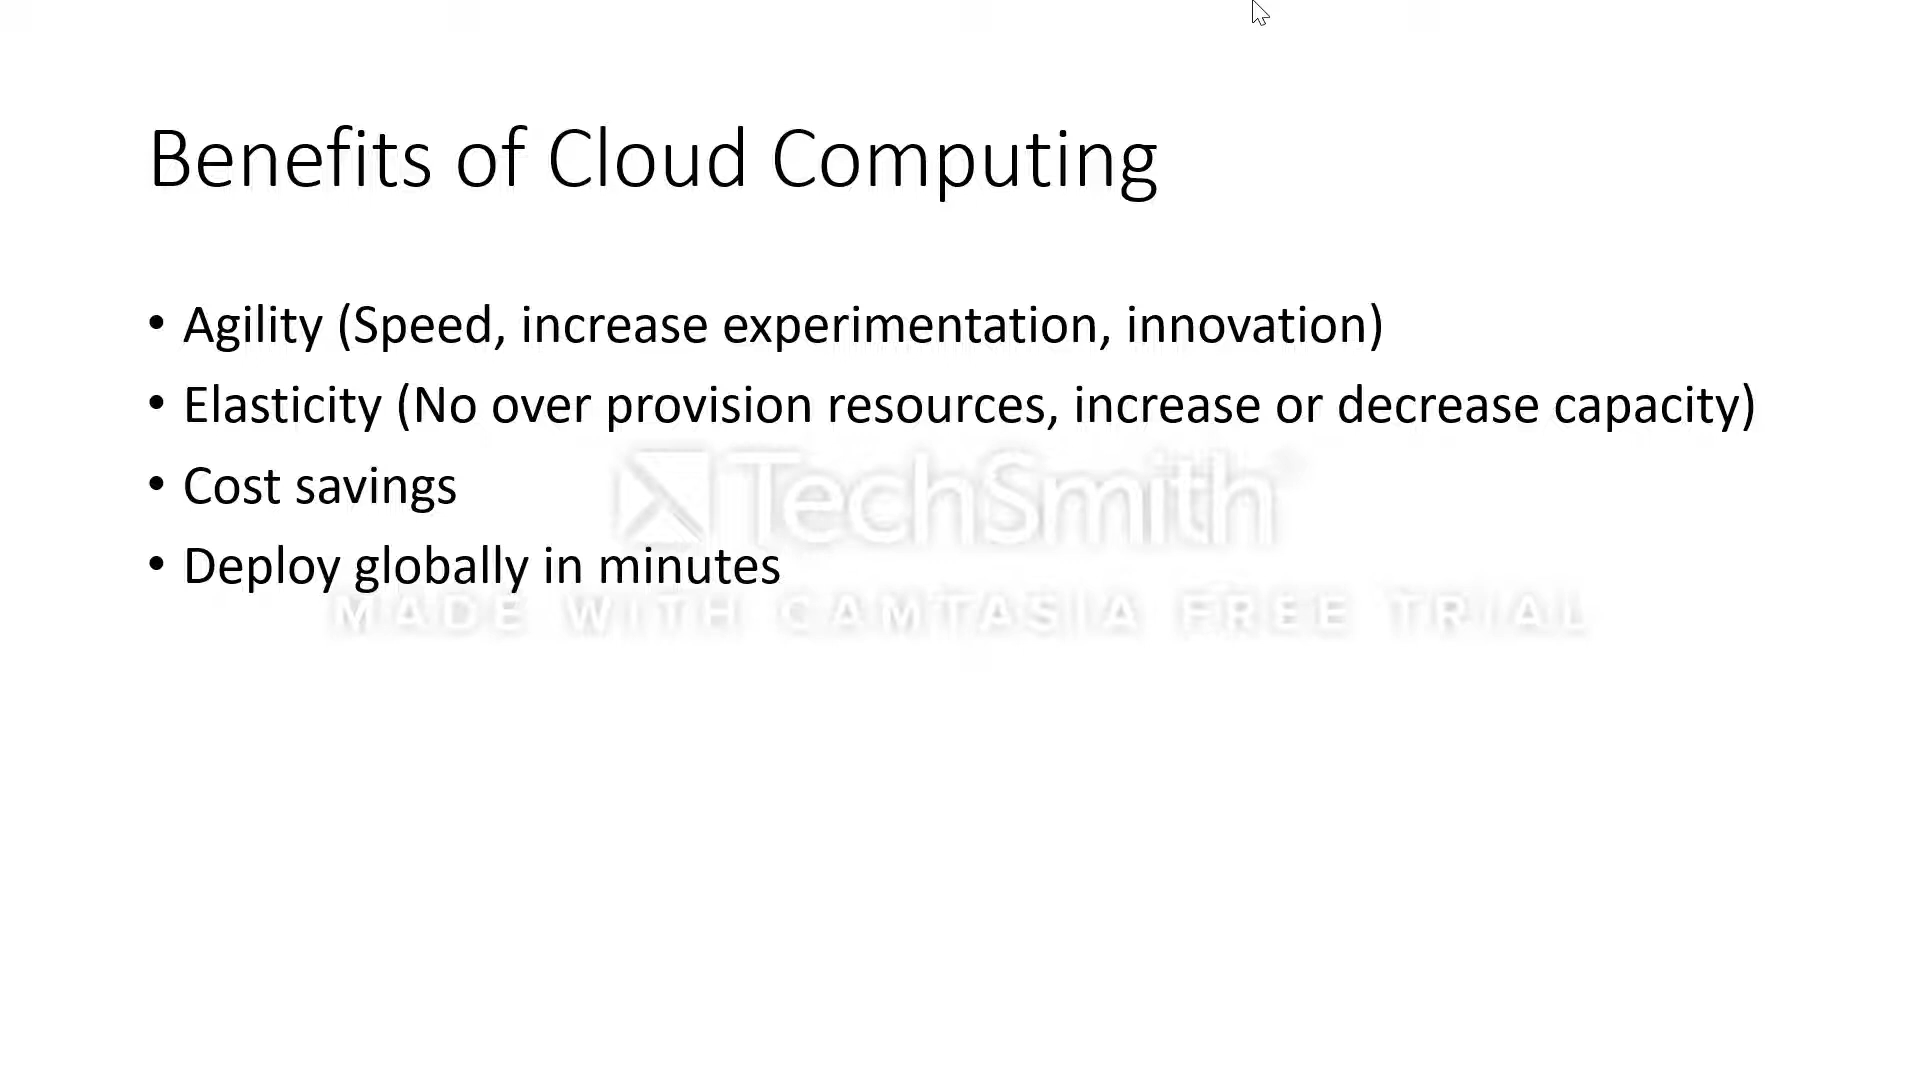 Benefits of Cloud Computing
• Agility (Speed, increase experimentation, innovation)
• Elasticity (No over provision resources, increase or decrease capacity)
• Cost savings
TechSmith
• Deploy globally in minutes
MADE WITH CAMTASIA FREE TRIAL